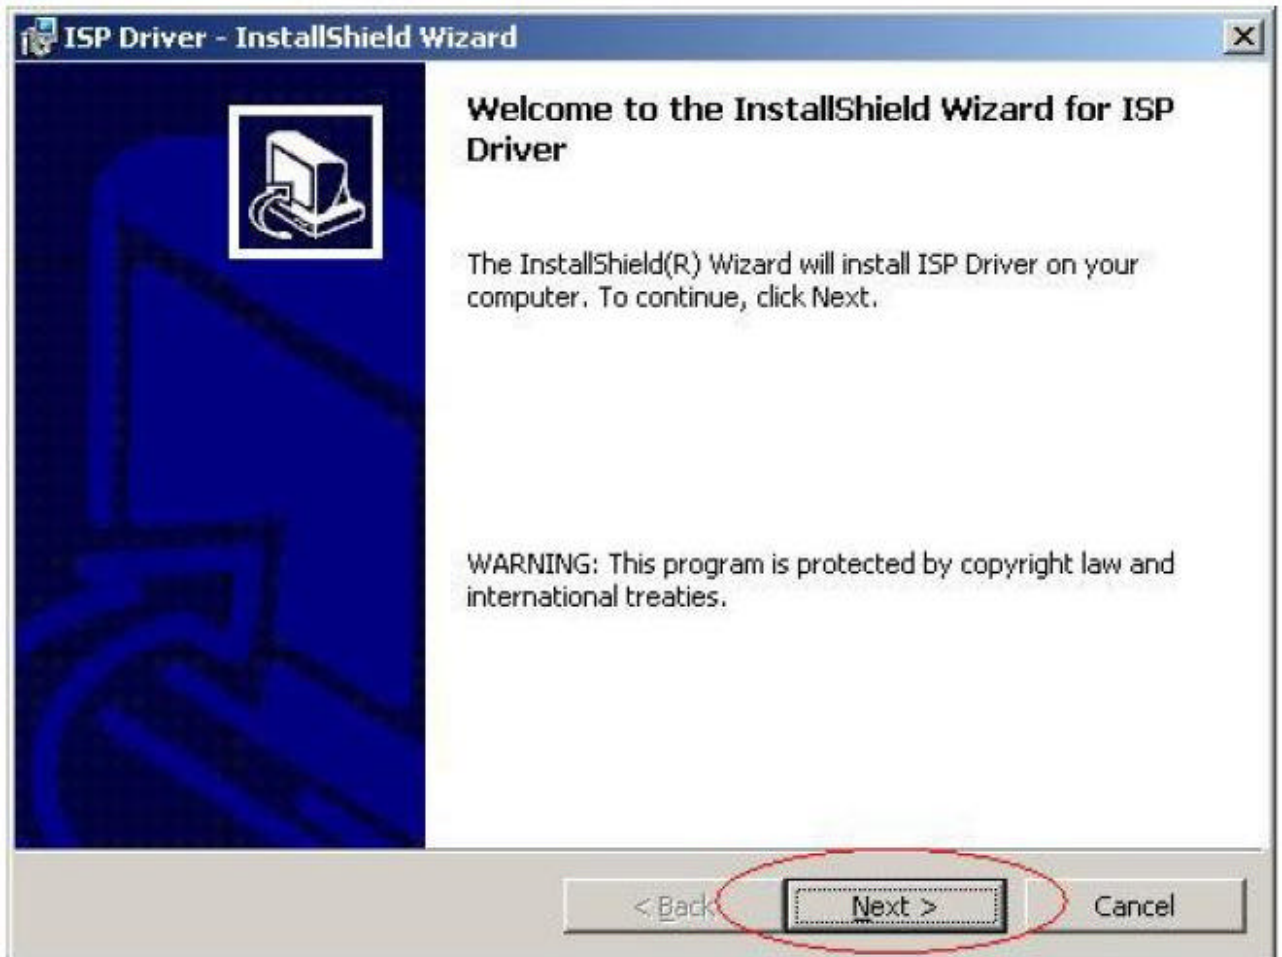 ISP Driver - InstallShield Wizard
Welcome to the InstallShield Wizard for ISP
Driver
The InstallShield(R) Wizard will install ISP Driver on your
computer. To continue, click Next.
WARNING: This program is protected by copyright law and
international treaties.
< Back
Next >
Cancel